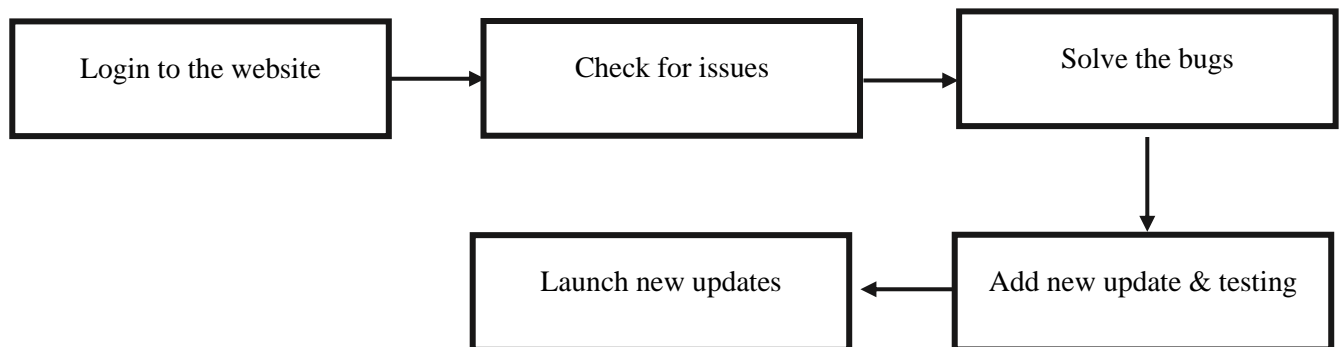 Login to the website
Check for issues
Solve the bugs
Add new update & testing
Launch new updates